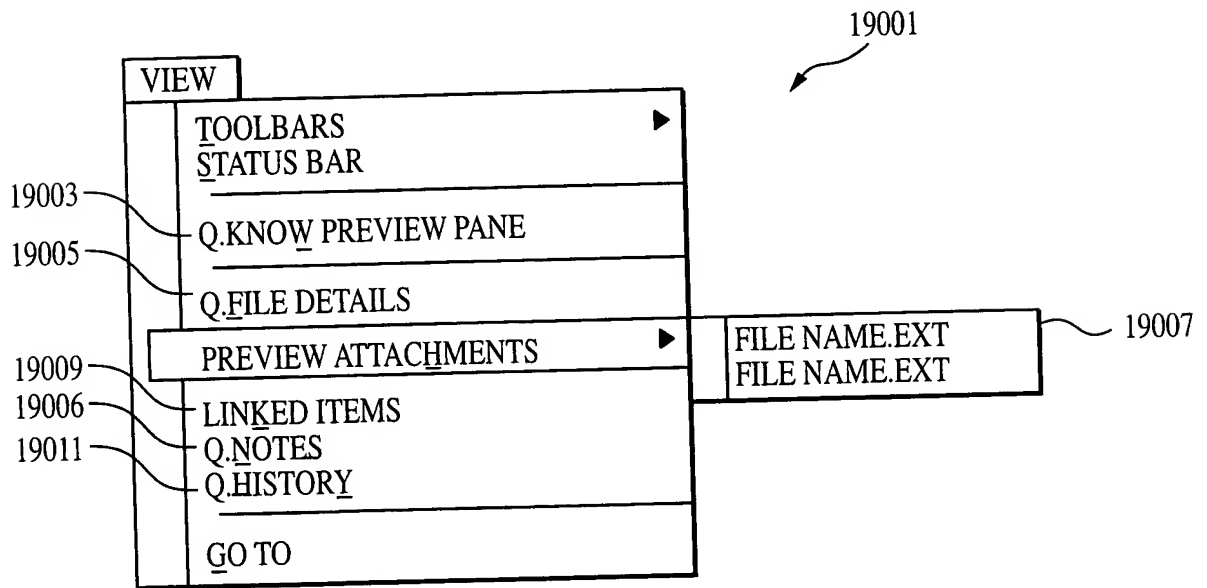 19001
VIEW
TOOLBARS
STATUS BAR
19003
Q.KNOW PREVIEW PANE
19005
Q.FILE DETAILS
PREVIEW ATTACHMENTS
FILE NAME.EXT
19007
FILE NAME.EXT
19009
LINKED ITEMS
19006
Q.NOTES
19011
Q.HISTORY
GO TO